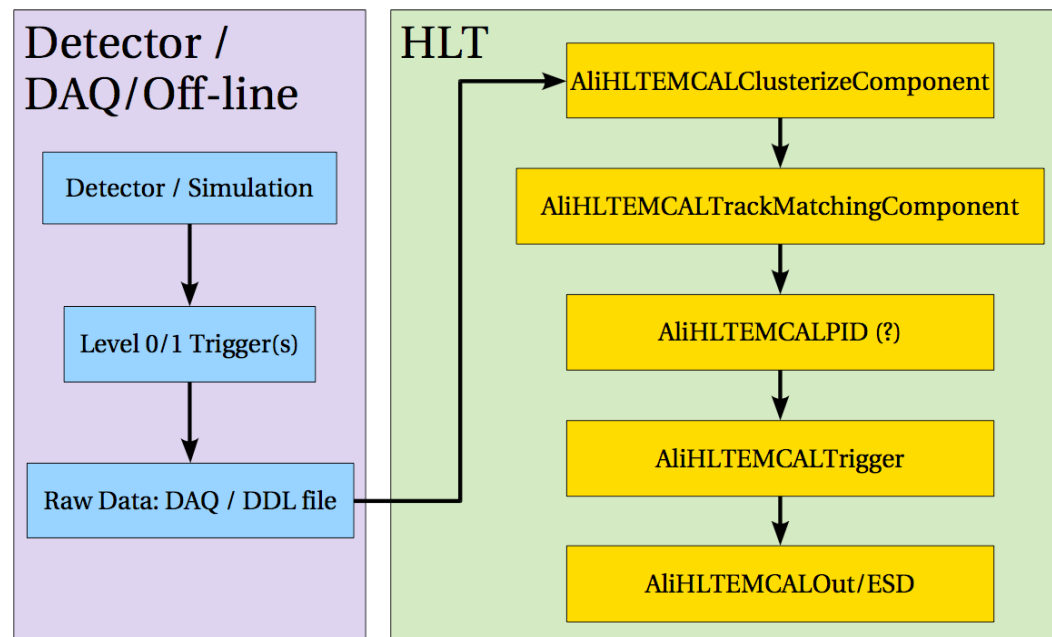 Detector /
DAQ/Off-line
Detector / Simulation
Level 0/1 Trigger(s)
Raw Data: DAQ / DDL file
HLT
AliHLTEMCALClusterizeComponent
AliHLTEMCALTrackMatchingComponent
AliHLTEMCALPID (?)
AliHLTEMCALTrigger
AliHLTEMCALOut/ESD